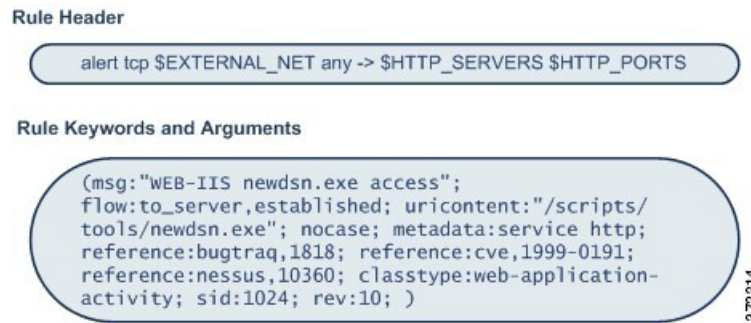 Rule Header
alert tcp $EXTERNAL_NET any -> $HTTP_SERVERS $HTTP_PORTS
Rule Keywords and Arguments
(msg:"WEB-IIS newdsn.exe access";
flow:to_server,established; uricontent:"/scripts/
tools/newdsn.exe"; nocase; metadata:service http;
reference:bugtraq,1818; reference:cve,1999-0191;
reference:nessus,10360; classtype:web-application-
activity; sid:1024; rev:10; )